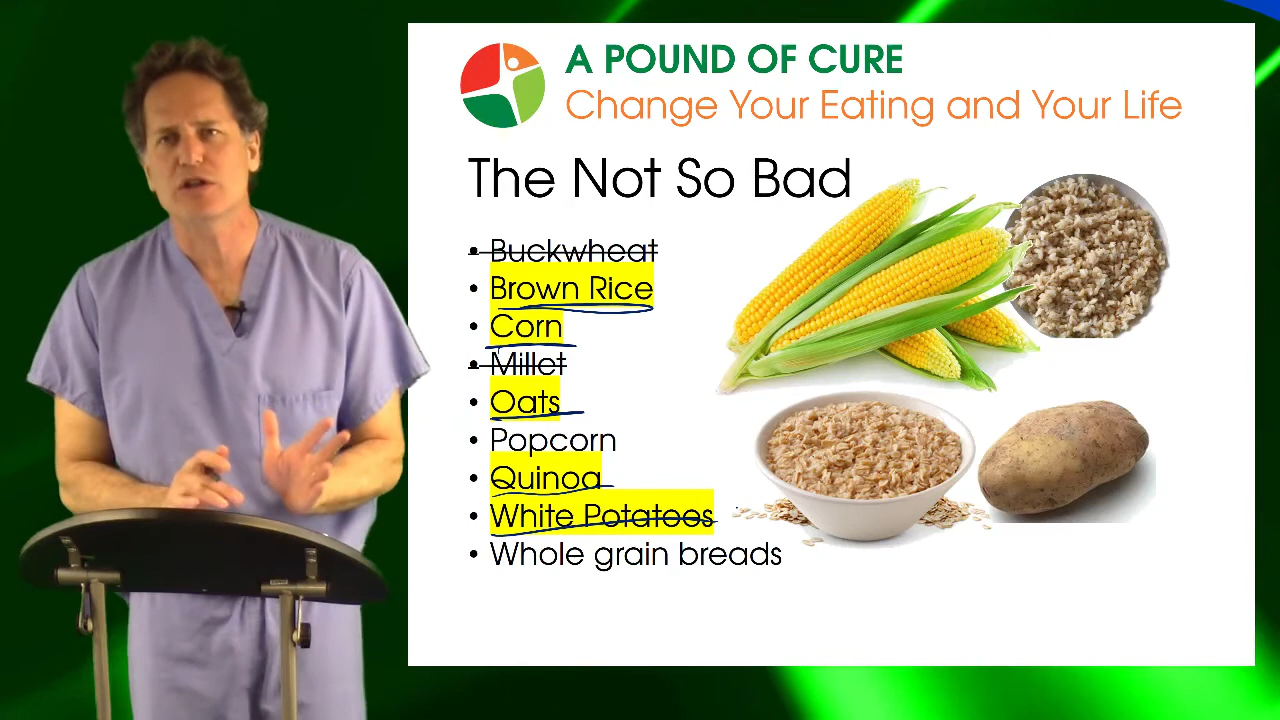 A POUND OF CURE
Change Your Eating and Your Life
The Not So Bad
• Buckwheat
• Brown Rice
• Corn
• Millet
• Oats
• Popcorn
• Quinoa
• White Potatoes
• Whole grain breads